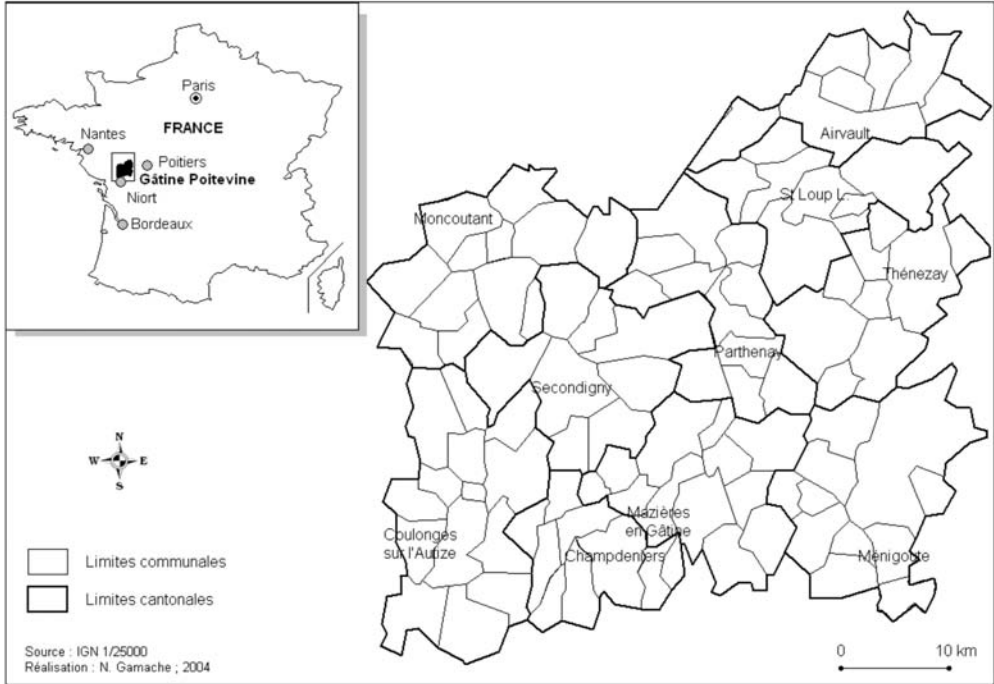 Paris
FRANCE
Nantes
Poitiers
Gâtine Poitevine
Niort
Bordeaux
Airvault
St Loup L.
Moncoutant
Thénezay
Parthenay
Secondigny
Mazières
en Gâtine
Coulonges
sur l'Autize
Champdeniers
Ménigoute
N
W E
S
Limites communales
Limites cantonales
Source : IGN 1/25000
Réalisation : N. Gamache ; 2004
0 10 km